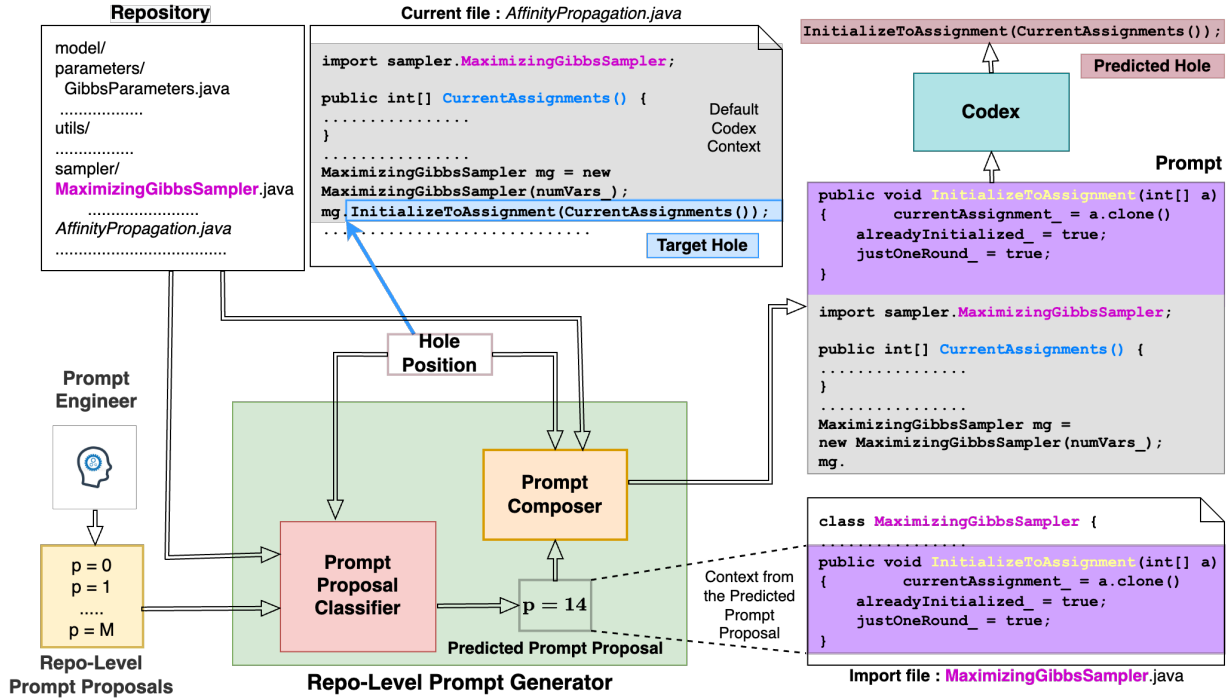 Repository
model/
parameters/
GibbsParameters.java
..................
utils/
.................
sampler/
MaximizingGibbsSampler.java
........................
AffinityPropagation.java
.....................................
Current file : AffinityPropagation.java
import sampler.MaximizingGibbsSampler;
public int[] CurrentAssignments() {
................
}
................
MaximizingGibbsSampler mg = new
MaximizingGibbsSampler(numVars_);
mg.InitializeToAssignment(CurrentAssignments());
.............................
Default
Codex
Context
Target Hole
InitializeToAssignment(CurrentAssignments());
Predicted Hole
Codex
Prompt
public void InitializeToAssignment(int[] a)
{ currentAssignment_ = a.clone()
alreadyInitialized_ = true;
justOneRound_ = true;
}
import sampler.MaximizingGibbsSampler;
public int[] CurrentAssignments() {
................
}
................
MaximizingGibbsSampler mg =
new MaximizingGibbsSampler(numVars_);
mg.
Hole
Position
Prompt
Engineer
p = 0
p = 1
.....
p = M
Repo-Level
Prompt Proposals
Prompt
Proposal
Classifier
Prompt
Composer
p = 14
Predicted Prompt Proposal
Repo-Level Prompt Generator
Context from
the Predicted
Prompt
Proposal
class MaximizingGibbsSampler {
................
public void InitializeToAssignment(int[] a)
{ currentAssignment_ = a.clone()
alreadyInitialized_ = true;
justOneRound_ = true;
}
Import file : MaximizingGibbsSampler.java